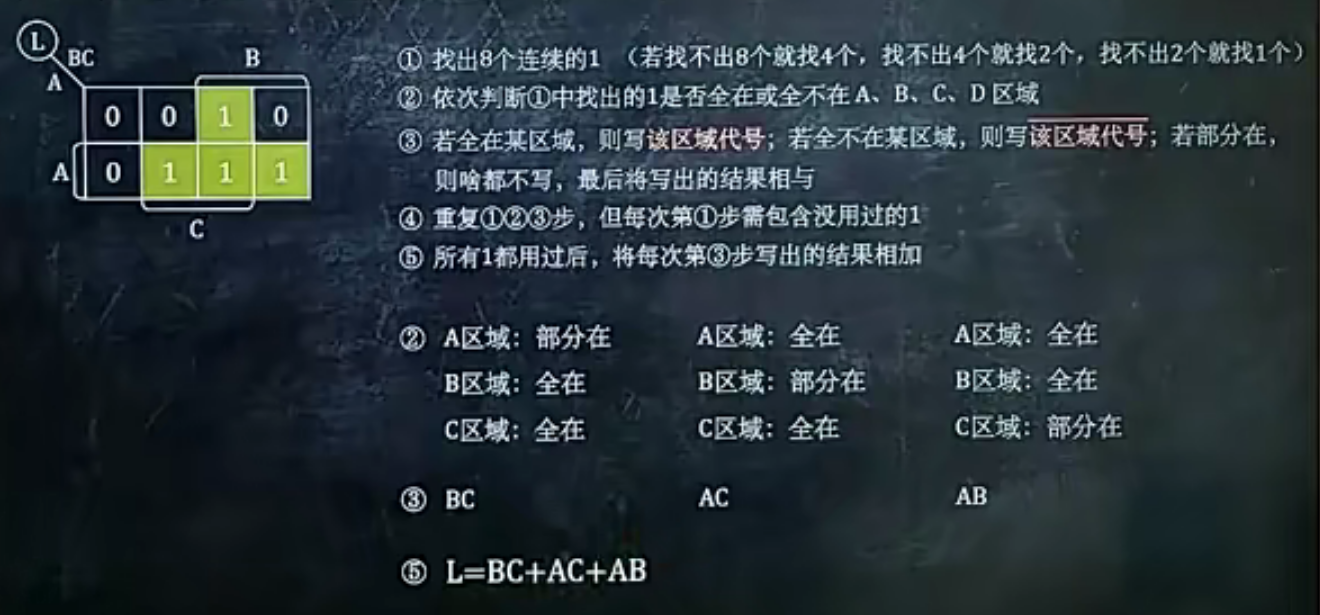 L
BC
A
B
0 0 1 0
A 0 1 1 1
C
① 找出8个连续的1 （若找不出8个就找4个，找不出4个就找2个，找不出2个就找1个）
② 依次判断①中找出的1是否全在或全不在A、B、C、D区域
③ 若全在某区域，则写该区域代号；若全不在某区域，则写该区域代号；若部分在，
则啥都不写，最后将写出的结果相与
④ 重复①②③步，但每次第①步需包含没用过的1
⑤ 所有1都用过后，将每次第③步写出的结果相加
② A区域：部分在 A区域：全在 A区域：全在
B区域：全在 B区域：部分在 B区域：全在
C区域：全在 C区域：全在 C区域：部分在
③ BC AC AB
⑤ L=BC+AC+AB